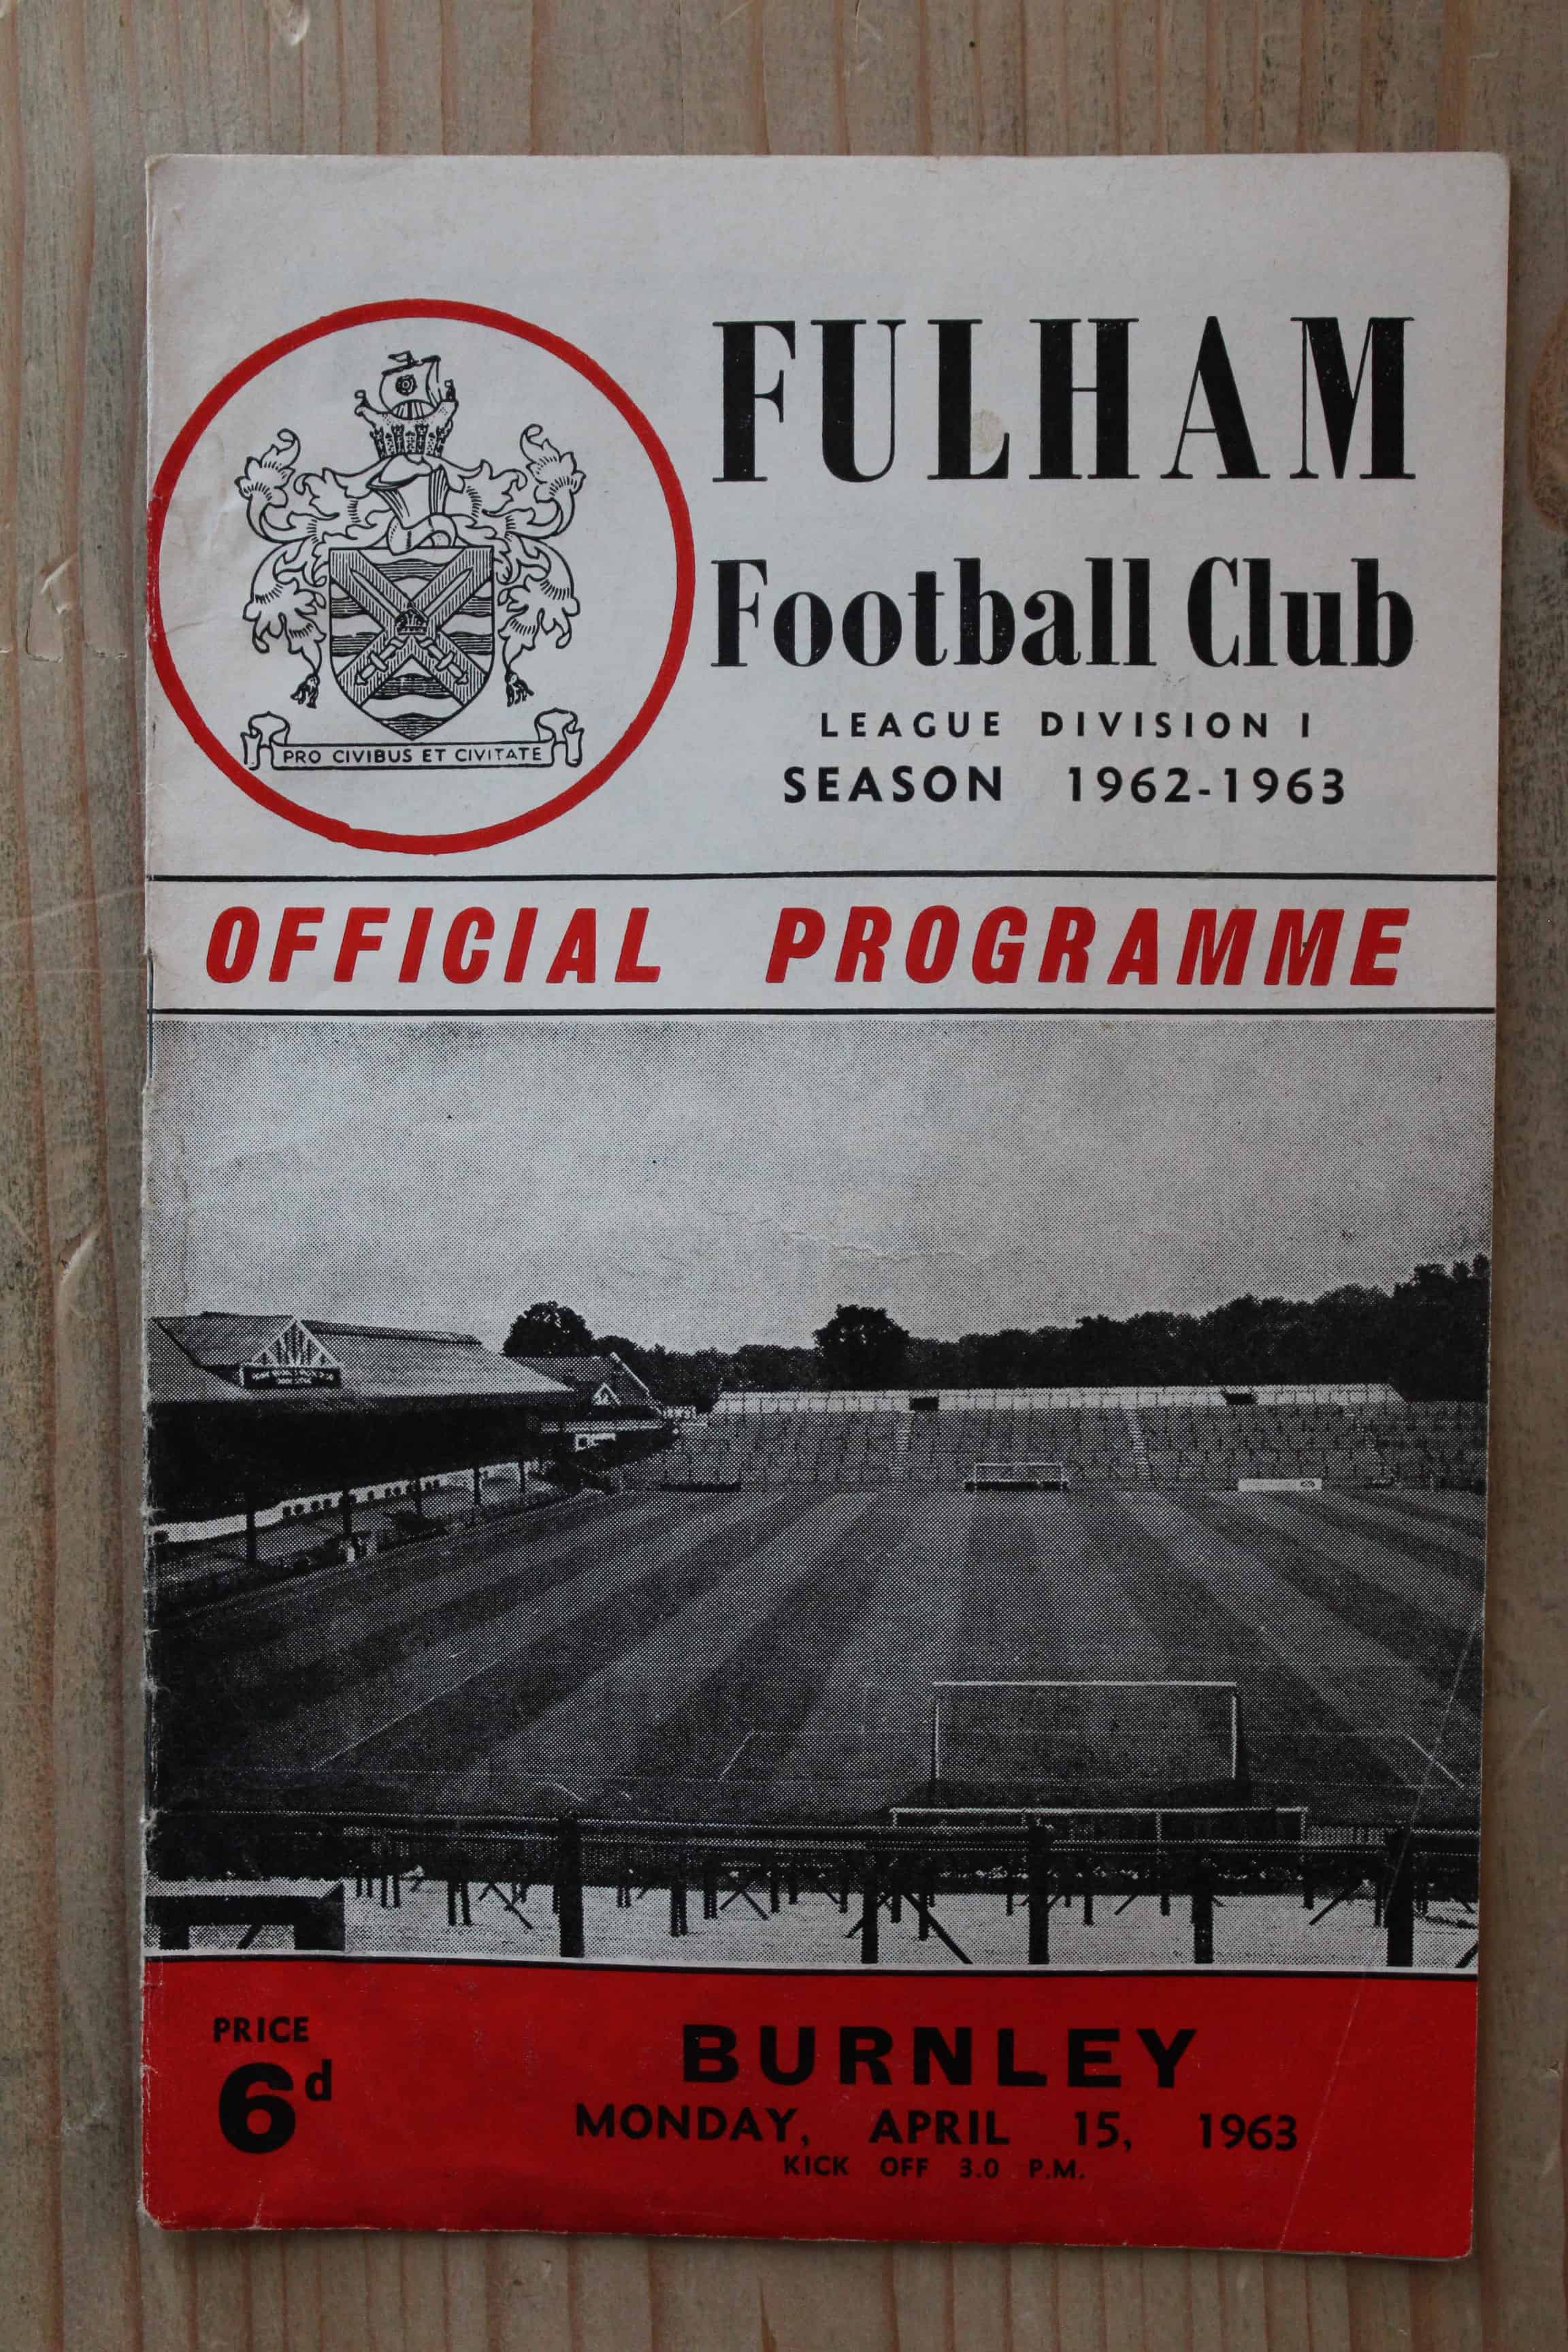 FULHAM
Football Club
LEAGUE DIVISION I
SEASON 1962-1963
PRO CIVIBUS ET CIVITATE
OFFICIAL PROGRAMME
PRICE
6d
BURNLEY
MONDAY, APRIL 15, 1963
KICK OFF 3.0 P.M.